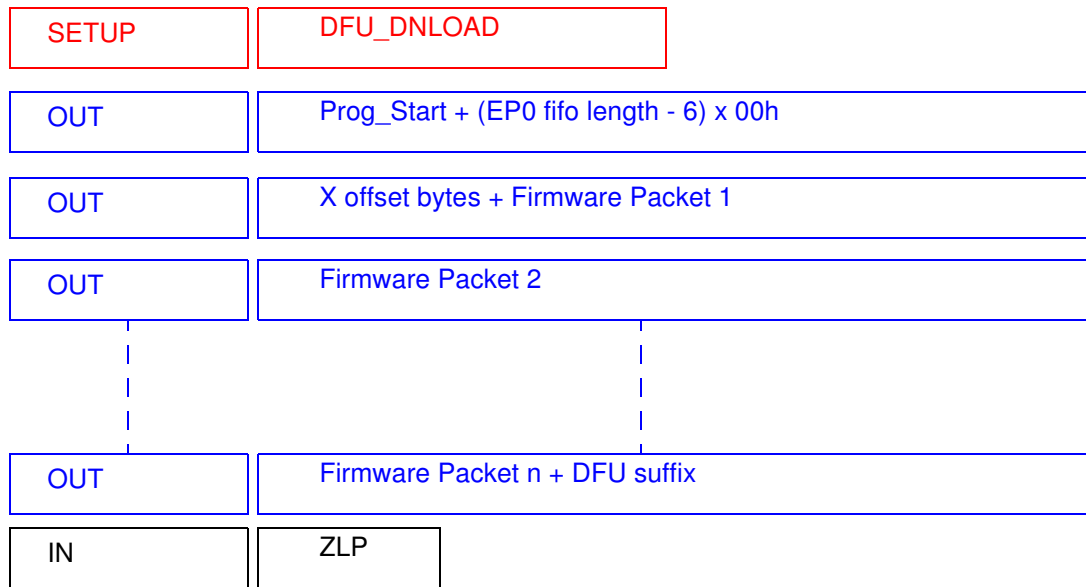 SETUP DFU_DNLOAD
OUT Prog_Start + (EP0 fifo length - 6) x 00h
OUT X offset bytes + Firmware Packet 1
OUT Firmware Packet 2
OUT Firmware Packet n + DFU suffix
IN ZLP